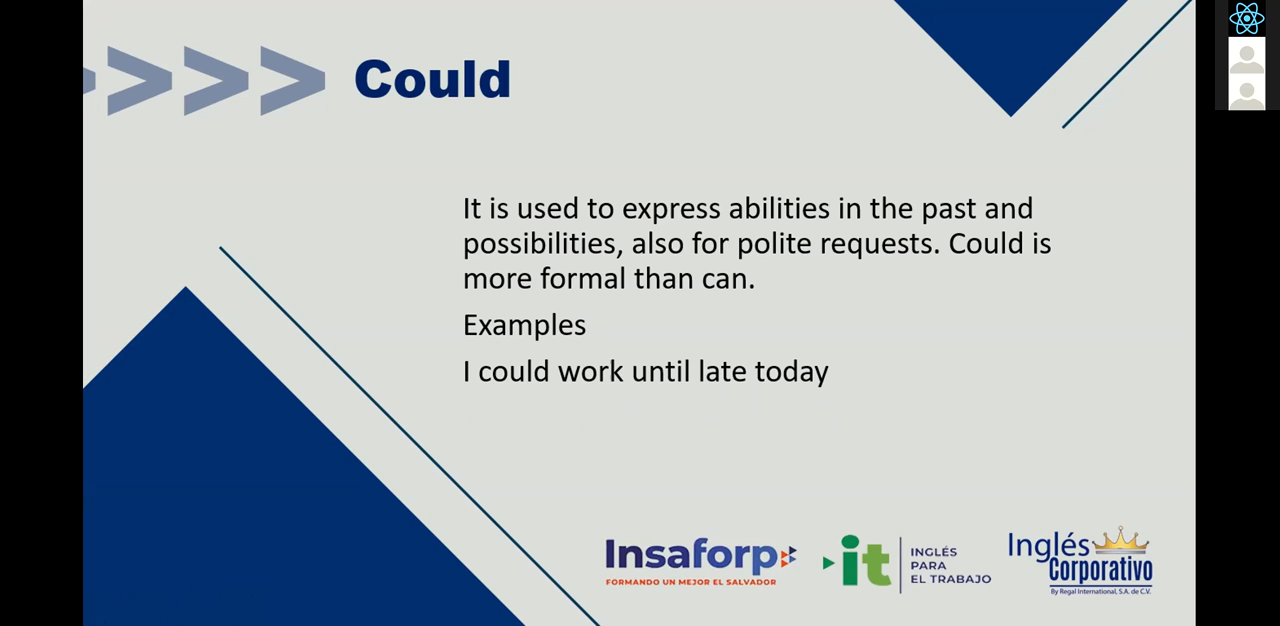 >>>> Could
It is used to express abilities in the past and
possibilities, also for polite requests. Could is
more formal than can.
Examples
I could work until late today
Insaforp
FORMANDO UN MEJOR EL SALVADOR
it
INGLÉS
PARA
EL TRABAJO
Inglés
Corporativo
By Regal International, S.A. de C.V.